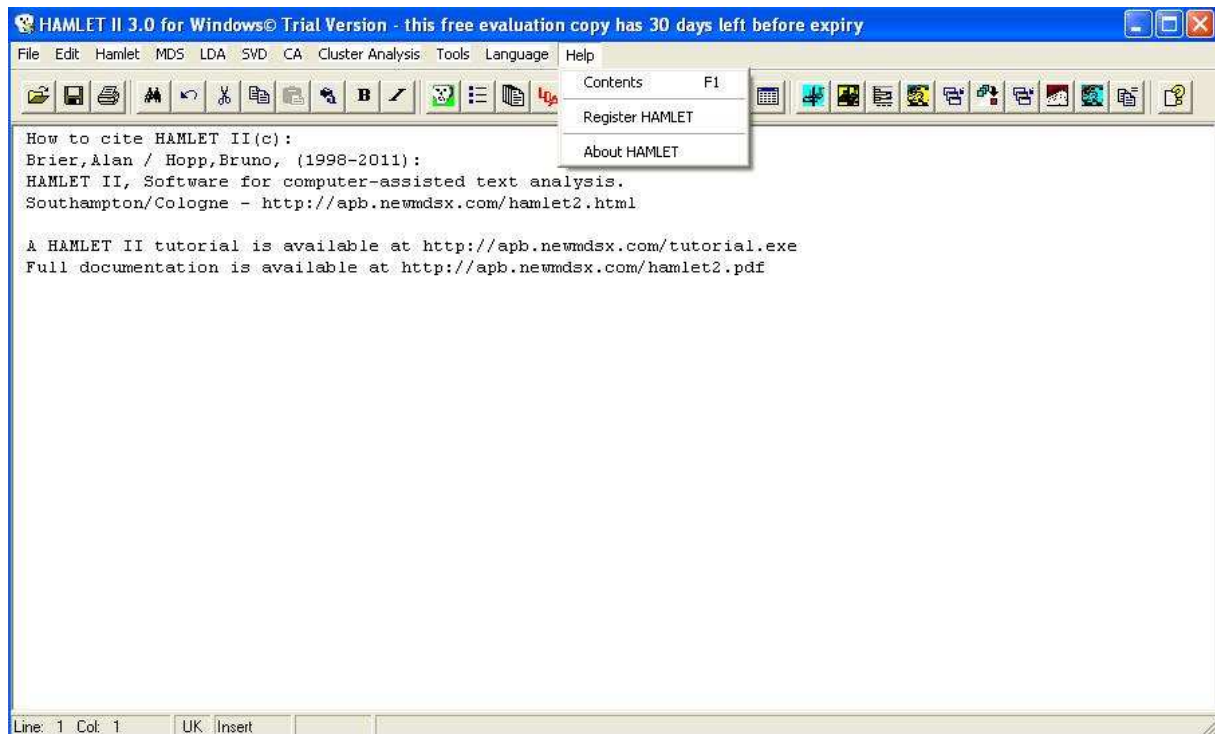 HAMLET II 3.0 for Windows© Trial Version - this free evaluation copy has 30 days left before expiry
File Edit Hamlet MDS LDA SVD CA Cluster Analysis Tools Language Help
B I LDA
Contents F1
Register HAMLET
About HAMLET
How to cite HAMLET II(c):
Brier,Alan / Hopp,Bruno, (1998-2011):
HAMLET II, Software for computer-assisted text analysis.
Southampton/Cologne - http://apb.newmdsx.com/hamlet2.html
A HAMLET II tutorial is available at http://apb.newmdsx.com/tutorial.exe
Full documentation is available at http://apb.newmdsx.com/hamlet2.pdf
Line: 1 Col: 1 UK Insert